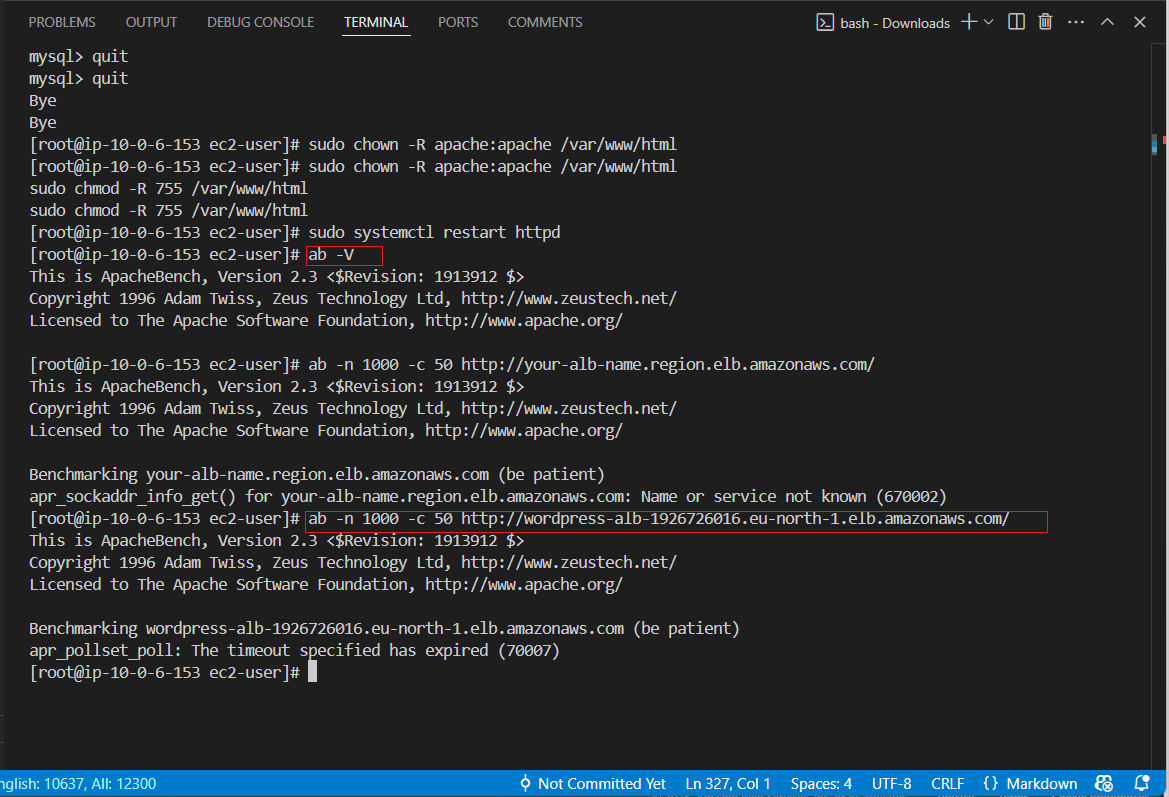 PROBLEMS OUTPUT DEBUG CONSOLE TERMINAL PORTS COMMENTS bash - Downloads
mysql> quit
mysql> quit
Bye
Bye
[root@ip-10-0-6-153 ec2-user]# sudo chown -R apache:apache /var/www/html
[root@ip-10-0-6-153 ec2-user]# sudo chown -R apache:apache /var/www/html
sudo chmod -R 755 /var/www/html
sudo chmod -R 755 /var/www/html
[root@ip-10-0-6-153 ec2-user]# sudo systemctl restart httpd
[root@ip-10-0-6-153 ec2-user]# ab -V
This is ApacheBench, Version 2.3 <$Revision: 1913912 $>
Copyright 1996 Adam Twiss, Zeus Technology Ltd, http://www.zeustech.net/
Licensed to The Apache Software Foundation, http://www.apache.org/
[root@ip-10-0-6-153 ec2-user]# ab -n 1000 -c 50 http://your-alb-name.region.elb.amazonaws.com/
This is ApacheBench, Version 2.3 <$Revision: 1913912 $>
Copyright 1996 Adam Twiss, Zeus Technology Ltd, http://www.zeustech.net/
Licensed to The Apache Software Foundation, http://www.apache.org/
Benchmarking your-alb-name.region.elb.amazonaws.com (be patient)
apr_sockaddr_info_get() for your-alb-name.region.elb.amazonaws.com: Name or service not known (670002)
[root@ip-10-0-6-153 ec2-user]# ab -n 1000 -c 50 http://wordpress-alb-1926726016.eu-north-1.elb.amazonaws.com/
This is ApacheBench, Version 2.3 <$Revision: 1913912 $>
Copyright 1996 Adam Twiss, Zeus Technology Ltd, http://www.zeustech.net/
Licensed to The Apache Software Foundation, http://www.apache.org/
Benchmarking wordpress-alb-1926726016.eu-north-1.elb.amazonaws.com (be patient)
apr_pollset_poll: The timeout specified has expired (70007)
[root@ip-10-0-6-153 ec2-user]#
nglish: 10637, All: 12300 Not Committed Yet Ln 327, Col 1 Spaces: 4 UTF-8 CRLF {} Markdown